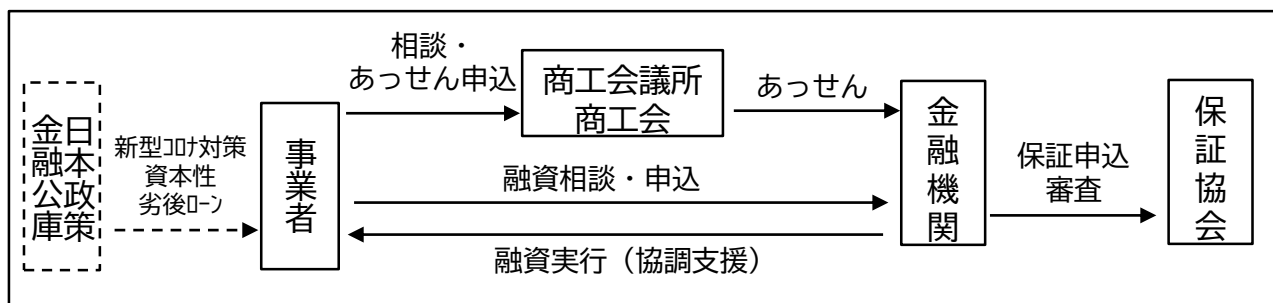 日本政策
金融公庫
新型ｺﾛﾅ対策
資本性
劣後ﾛｰﾝ
事業者
相談・
あっせん申込
商工会議所
商工会
あっせん
融資相談・申込
融資実行（協調支援）
金融機関
保証申込
審査
保証協会